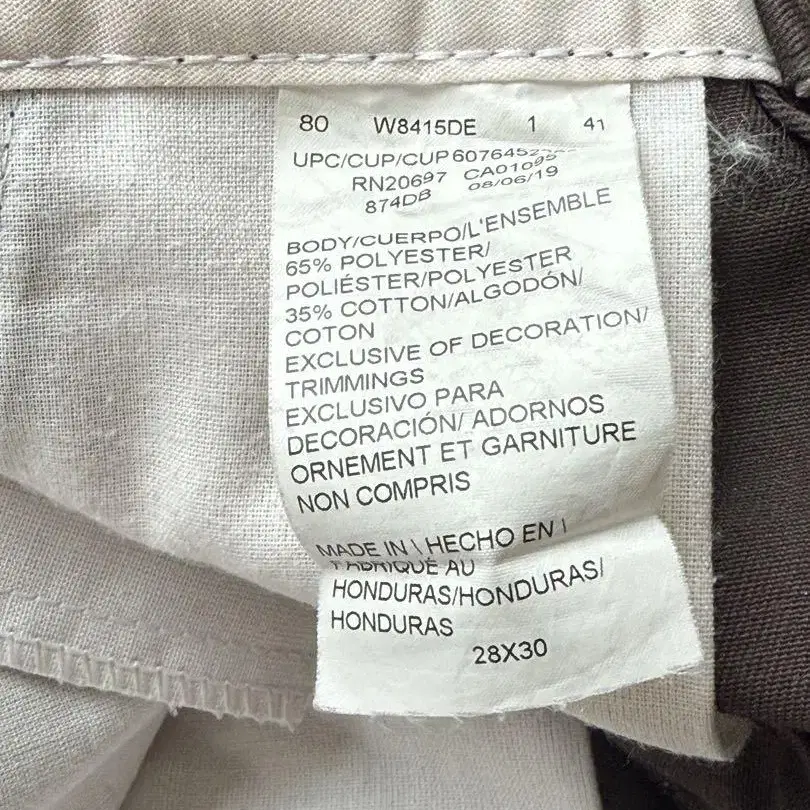 80 W8415DE 1 41
UPC/CUP/CUP
RN20697 CA01095
874DB 08/06/19
BODY/CUERPO/L'ENSEMBLE
65% POLYESTER/
POLIÉSTER/POLYESTER
35% COTTON/ALGODÓN/
COTON
EXCLUSIVE OF DECORATION/
TRIMMINGS
EXCLUSIVO PARA
DECORACIÓN/ ADORNOS
ORNEMENT ET GARNITURE
NON COMPRIS
MADE IN \ HECHO EN /
FABRIQUÉ AU
HONDURAS/HONDURAS/
HONDURAS
28X30